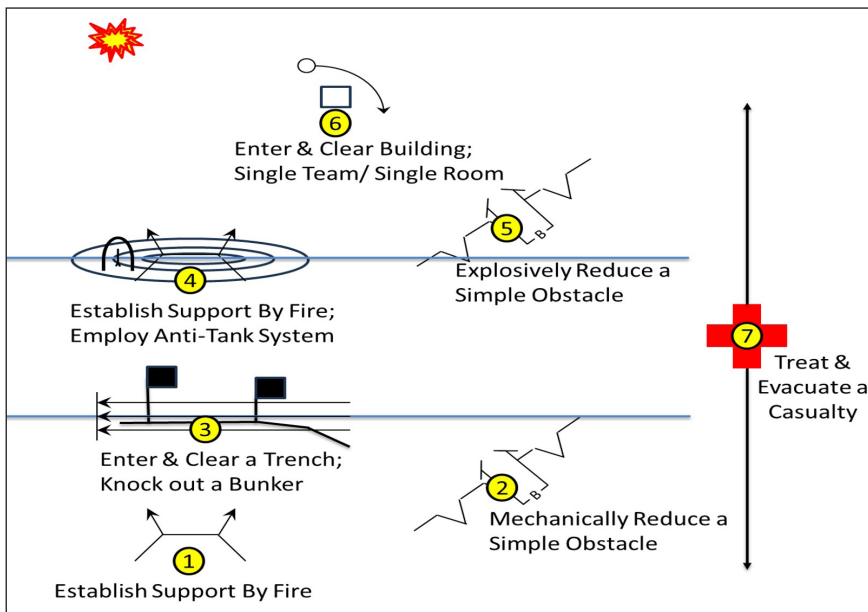 6
Enter & Clear Building;
Single Team/ Single Room
5
B
Explosively Reduce a
Simple Obstacle
4
Establish Support By Fire;
Employ Anti-Tank System
7
Treat &
Evacuate a
Casualty
3
Enter & Clear a Trench;
Knock out a Bunker
2
B
Mechanically Reduce a
Simple Obstacle
1
Establish Support By Fire